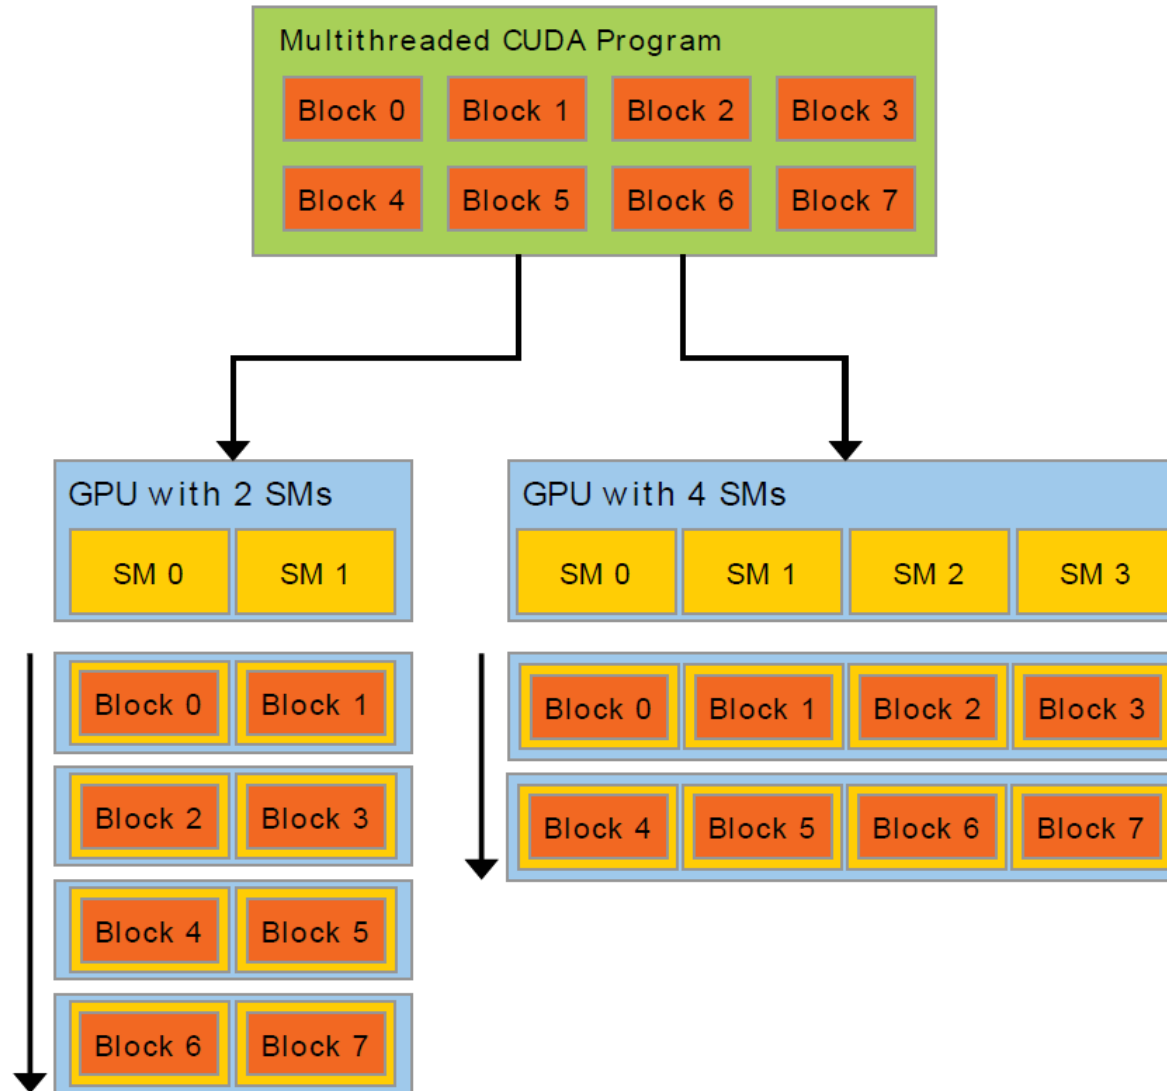 Multithreaded CUDA Program
Block 0 Block 1 Block 2 Block 3
Block 4 Block 5 Block 6 Block 7
GPU with 2 SMs
SM 0 SM 1
Block 0 Block 1
Block 2 Block 3
Block 4 Block 5
Block 6 Block 7
GPU with 4 SMs
SM 0 SM 1 SM 2 SM 3
Block 0 Block 1 Block 2 Block 3
Block 4 Block 5 Block 6 Block 7